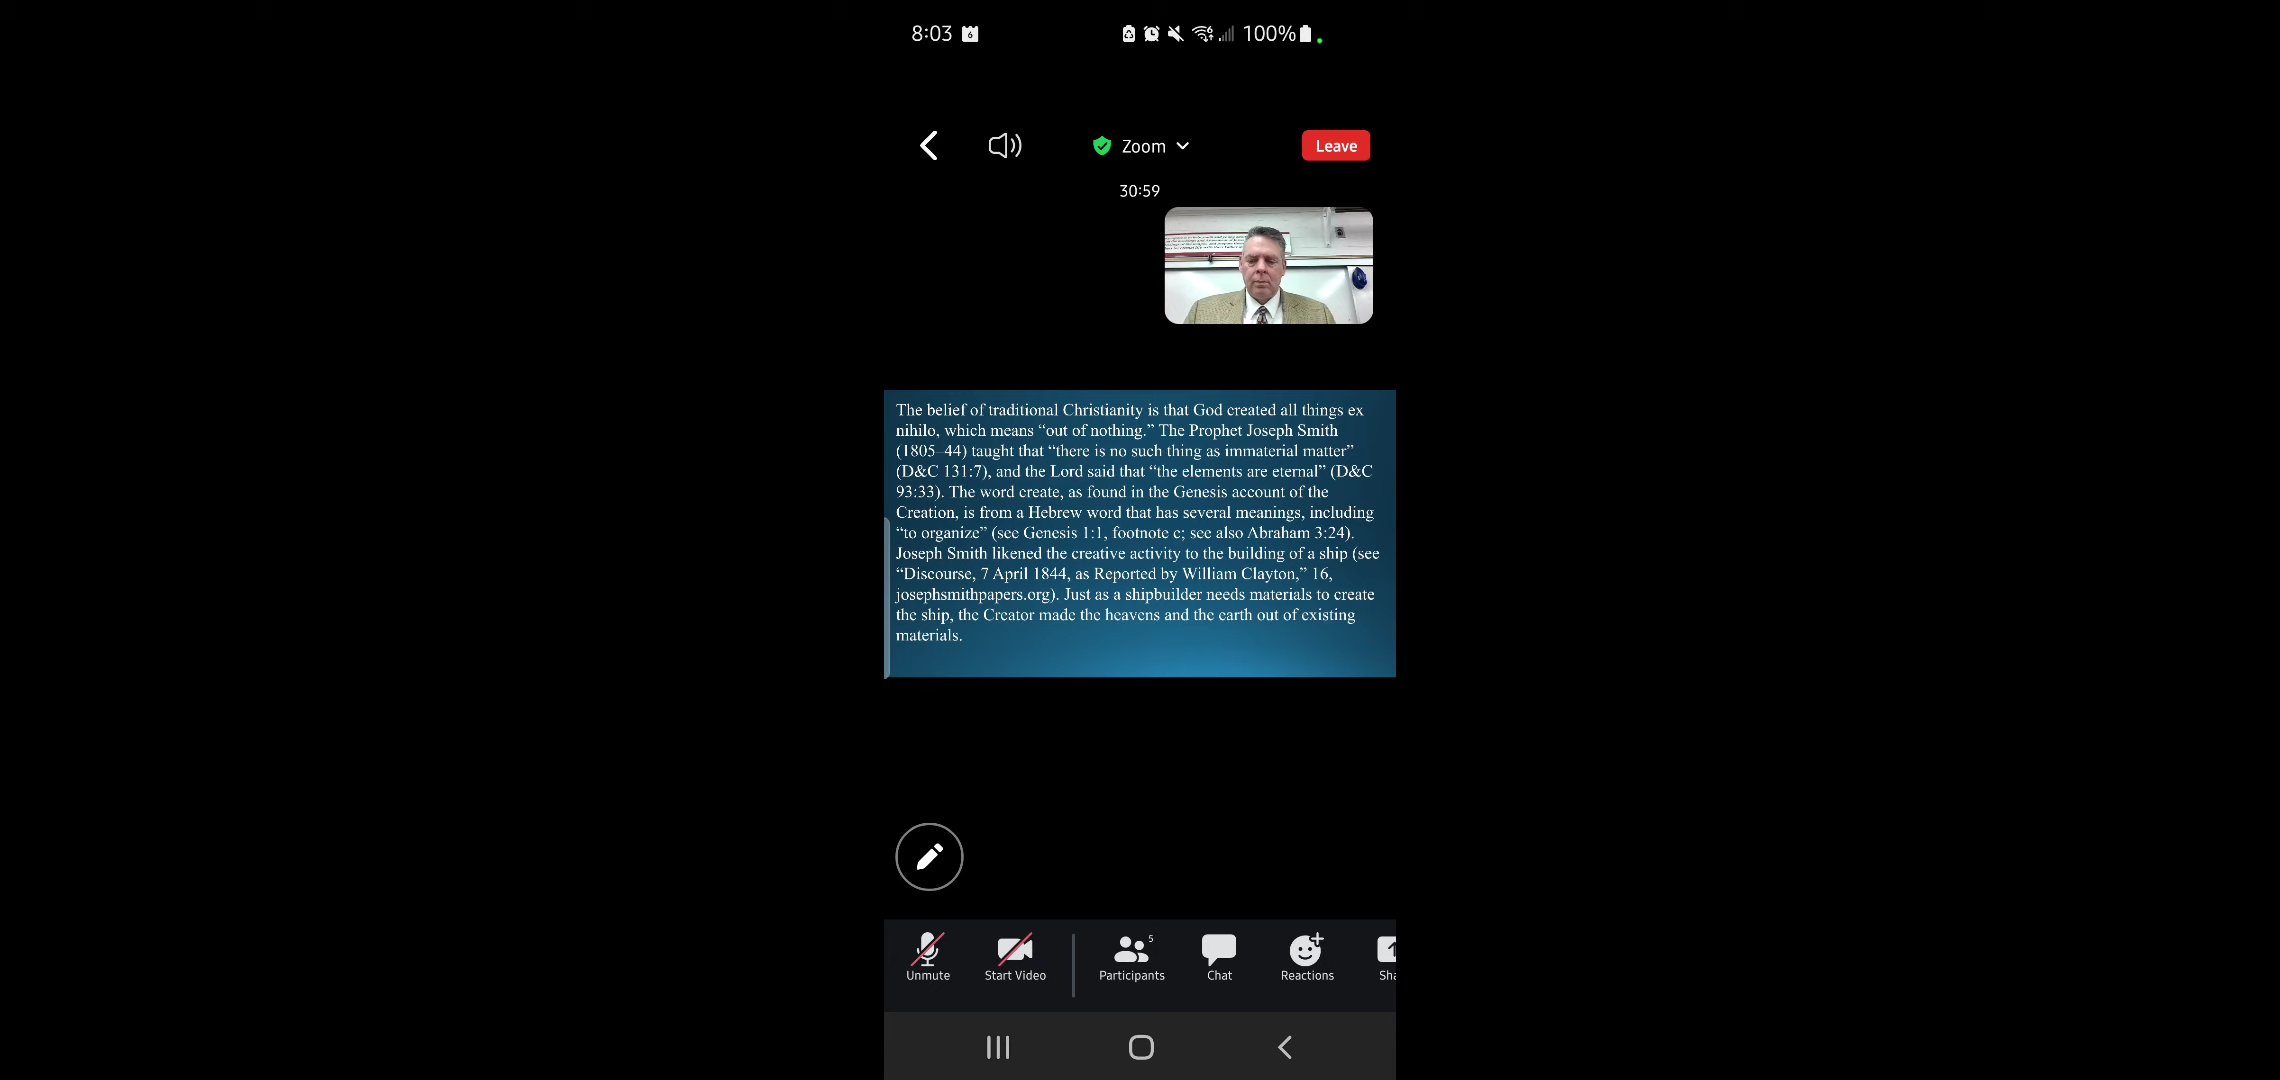 8:03
6
100%
Zoom
Leave
30:59
The belief of traditional Christianity is that God created all things ex
nihilo, which means “out of nothing.” The Prophet Joseph Smith
(1805–44) taught that “there is no such thing as immaterial matter”
(D&C 131:7), and the Lord said that “the elements are eternal” (D&C
93:33). The word create, as found in the Genesis account of the
Creation, is from a Hebrew word that has several meanings, including
“to organize” (see Genesis 1:1, footnote c; see also Abraham 3:24).
Joseph Smith likened the creative activity to the building of a ship (see
“Discourse, 7 April 1844, as Reported by William Clayton,” 16,
josephsmithpapers.org). Just as a shipbuilder needs materials to create
the ship, the Creator made the heavens and the earth out of existing
materials.
5
Unmute Start Video Participants Chat Reactions Sha